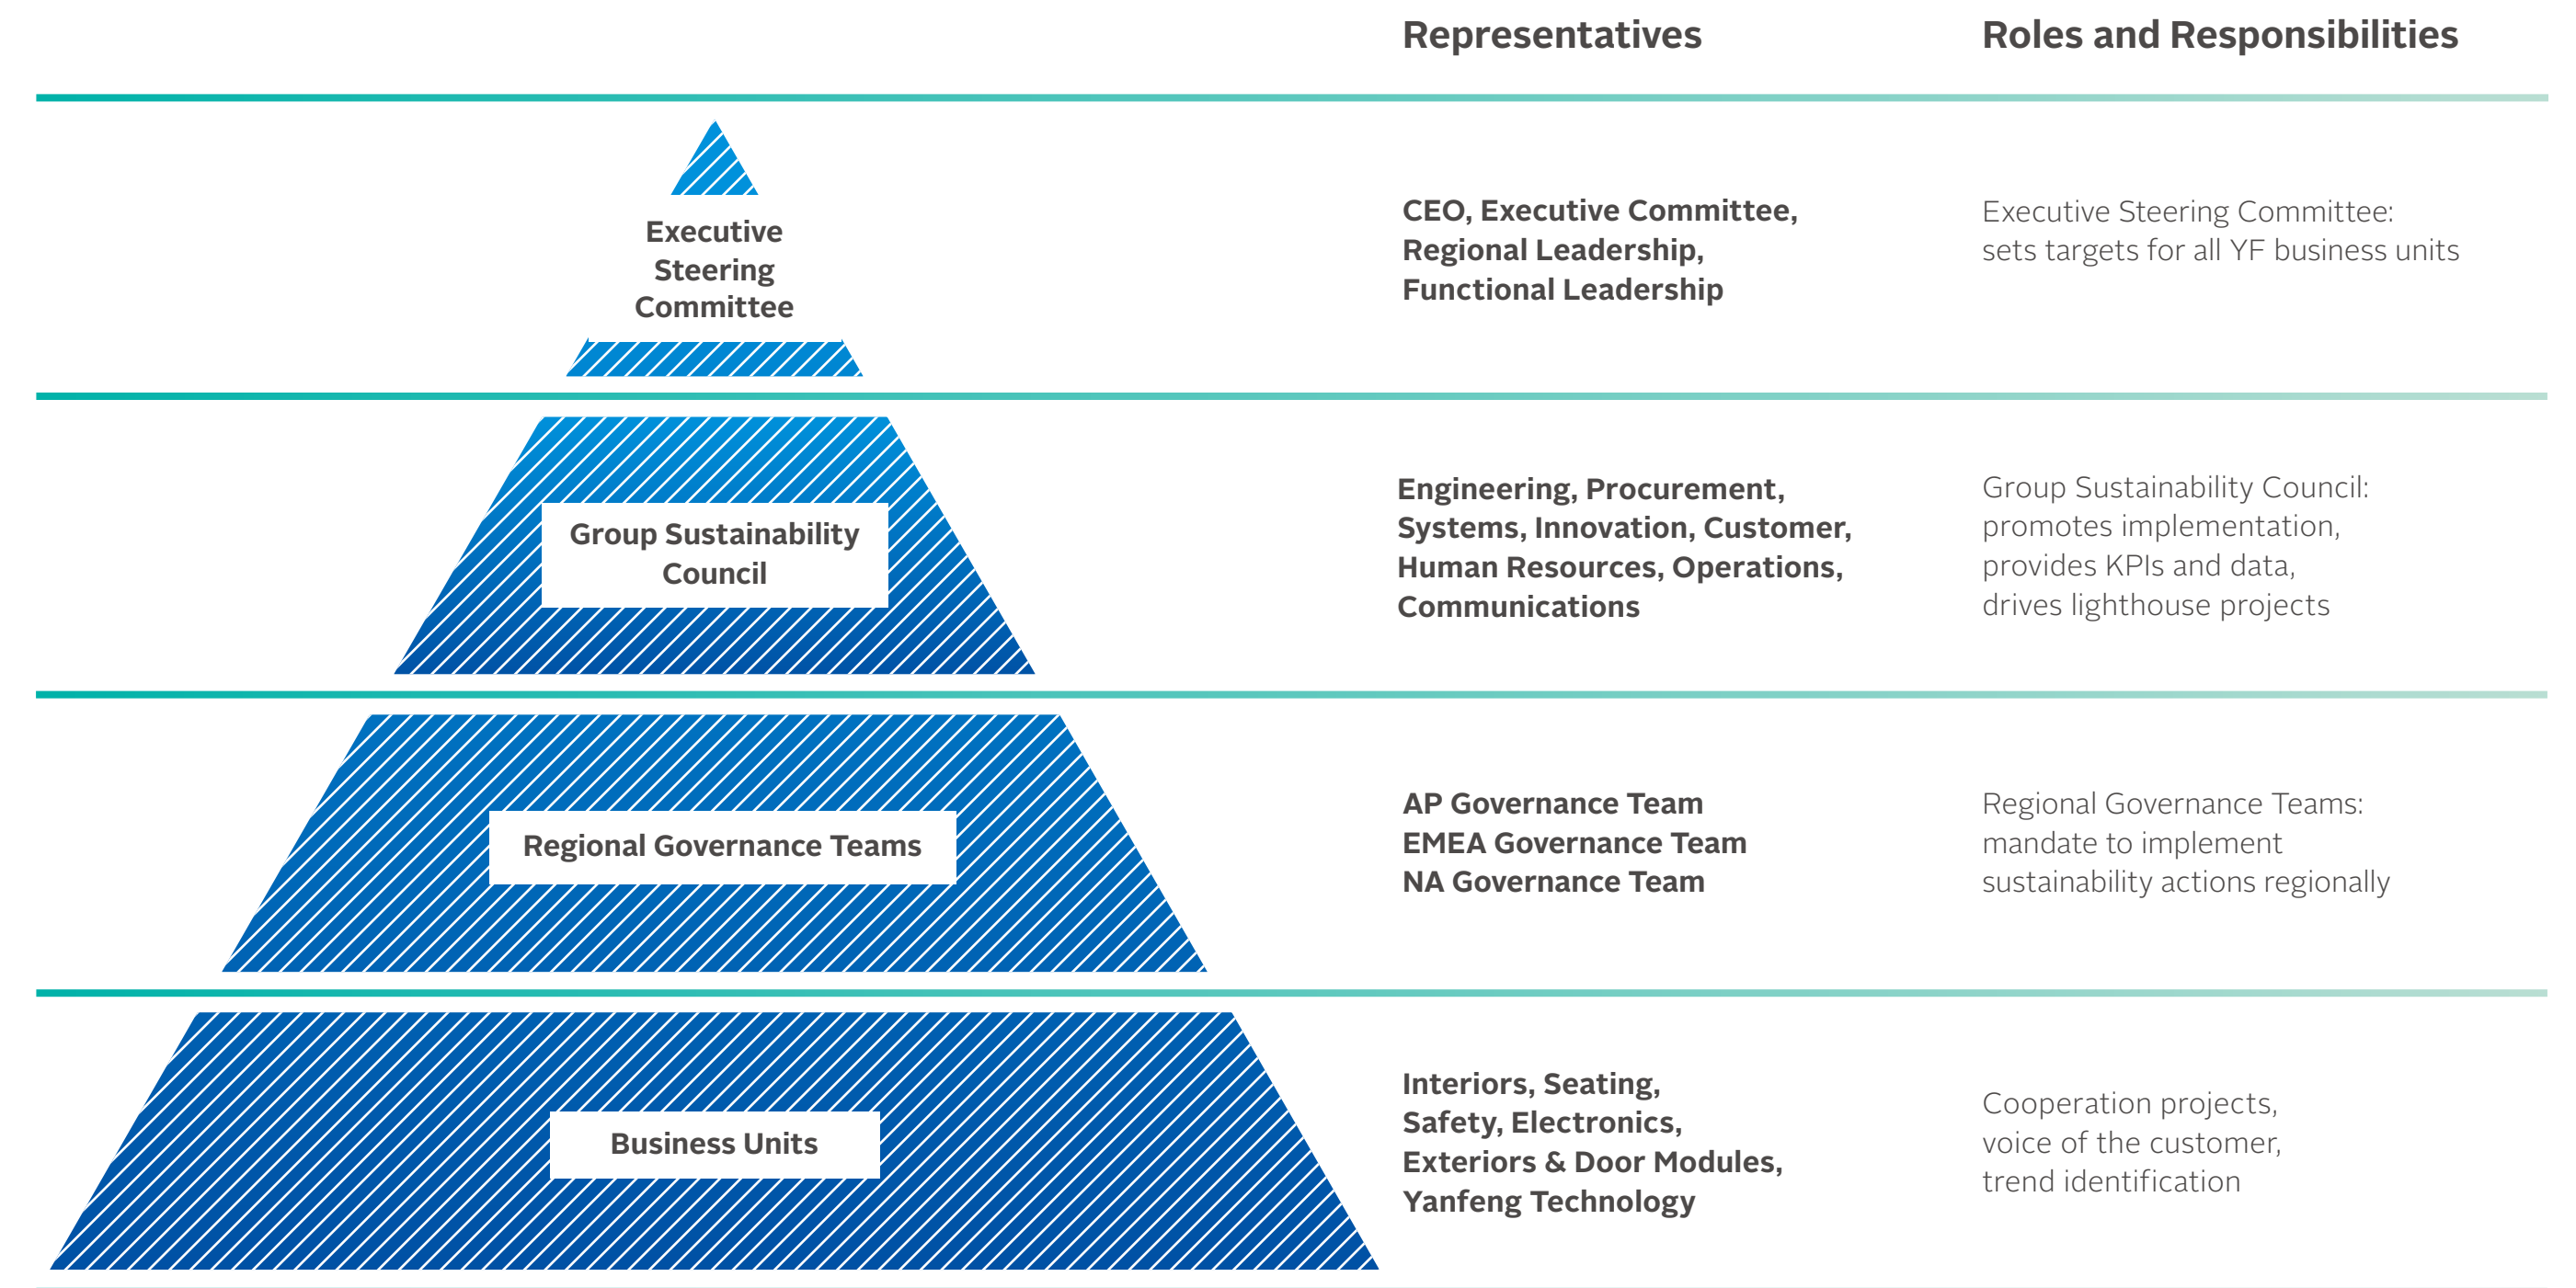 Representatives
Roles and Responsibilities
Executive
Steering
Committee
CEO, Executive Committee,
Regional Leadership,
Functional Leadership
Executive Steering Committee:
sets targets for all YF business units
Group Sustainability
Council
Engineering, Procurement,
Systems, Innovation, Customer,
Human Resources, Operations,
Communications
Group Sustainability Council:
promotes implementation,
provides KPIs and data,
drives lighthouse projects
Regional Governance Teams
AP Governance Team
EMEA Governance Team
NA Governance Team
Regional Governance Teams:
mandate to implement
sustainability actions regionally
Business Units
Interiors, Seating,
Safety, Electronics,
Exteriors & Door Modules,
Yanfeng Technology
Cooperation projects,
voice of the customer,
trend identification